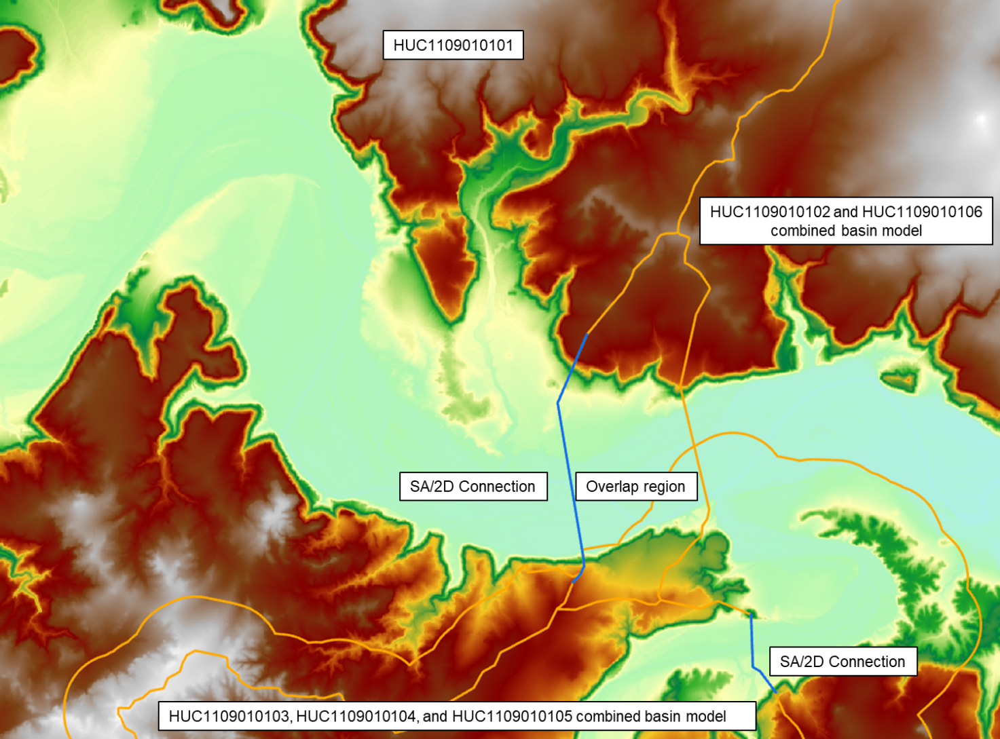 HUC1109010101
HUC1109010102 and HUC1109010106
combined basin model
SA/2D Connection
Overlap region
SA/2D Connection
HUC1109010103, HUC1109010104, and HUC1109010105 combined basin model